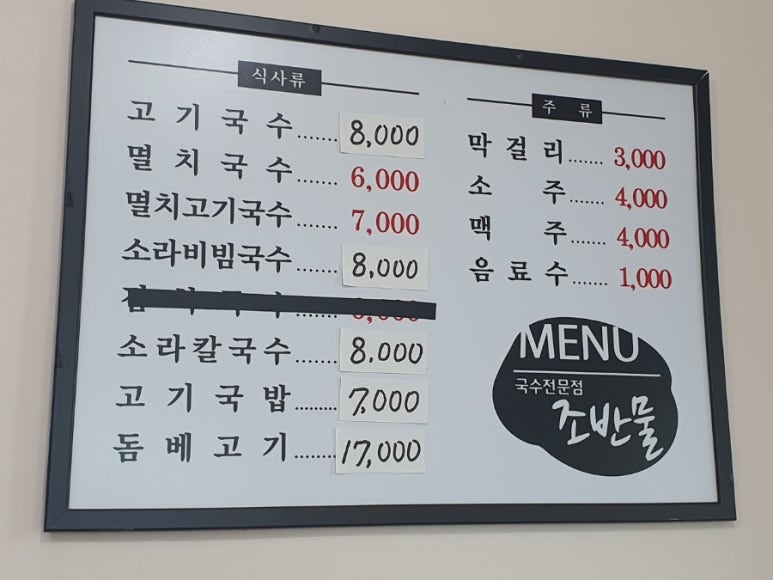 식사류
고기국수....... 8,000
멸치국수....... 6,000
멸치고기국수....... 7,000
소라비빔국수....... 8,000
소라칼국수....... 8.000
고기국밥......... 7,000
돔베고기........ 17,000
주 류
막걸리....... 3,000
소 주....... 4,000
맥 주....... 4,000
음료수....... 1,000
MENU
국수전문점
조반물